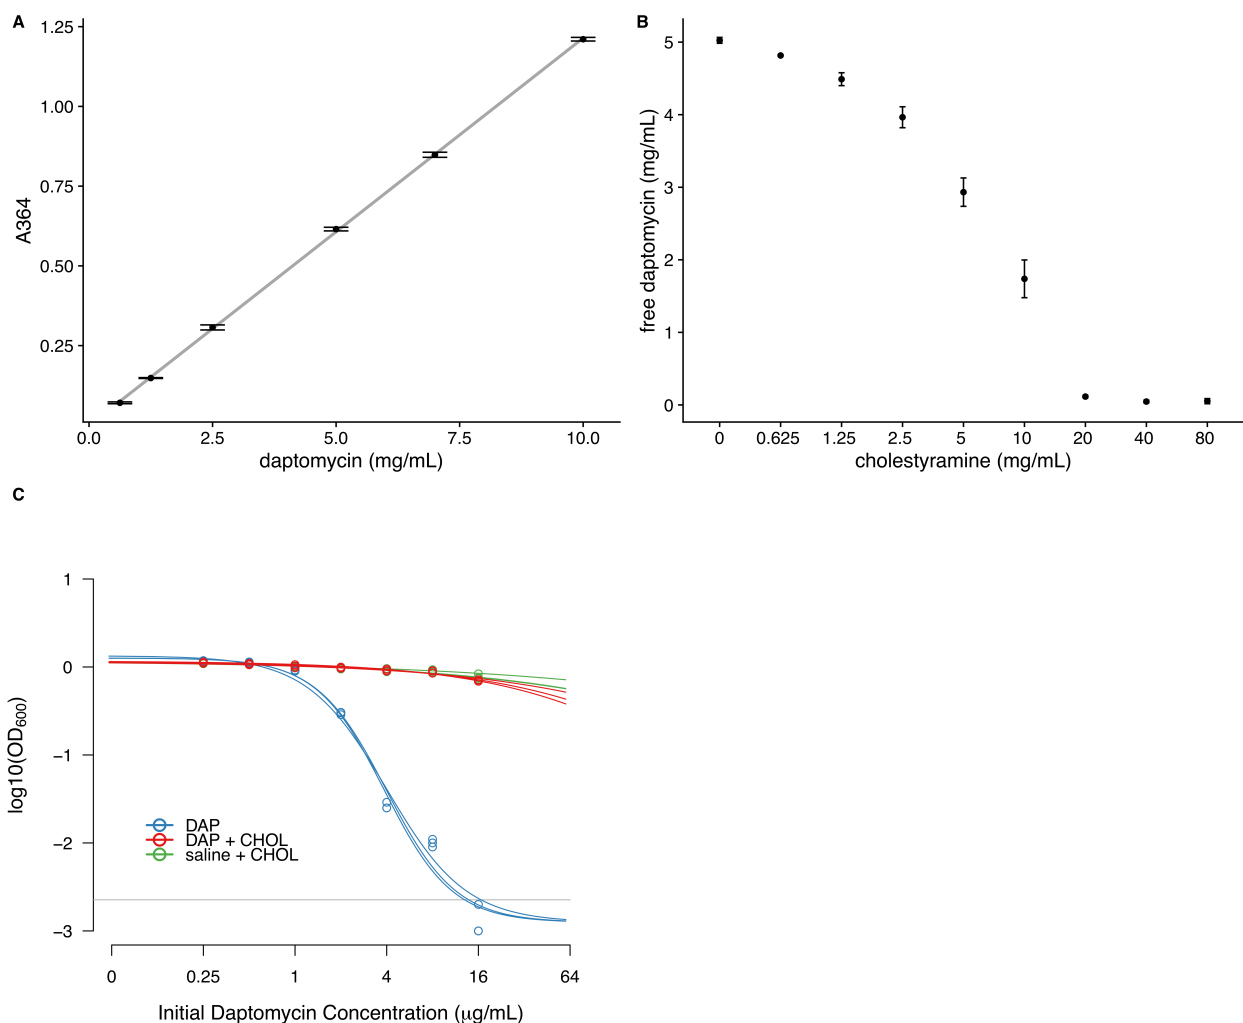 A
1.25
1.00
0.75
0.50
0.25
A364
0.0 2.5 5.0 7.5 10.0
daptomycin (mg/mL)
B
5
4
3
2
1
0
free daptomycin (mg/mL)
0 0.625 1.25 2.5 5 10 20 40 80
cholestyramine (mg/mL)
C
1
0
−1
−2
−3
log10(OD600)
DAP
DAP + CHOL
saline + CHOL
0 0.25 1 4 16 64
Initial Daptomycin Concentration (μg/mL)